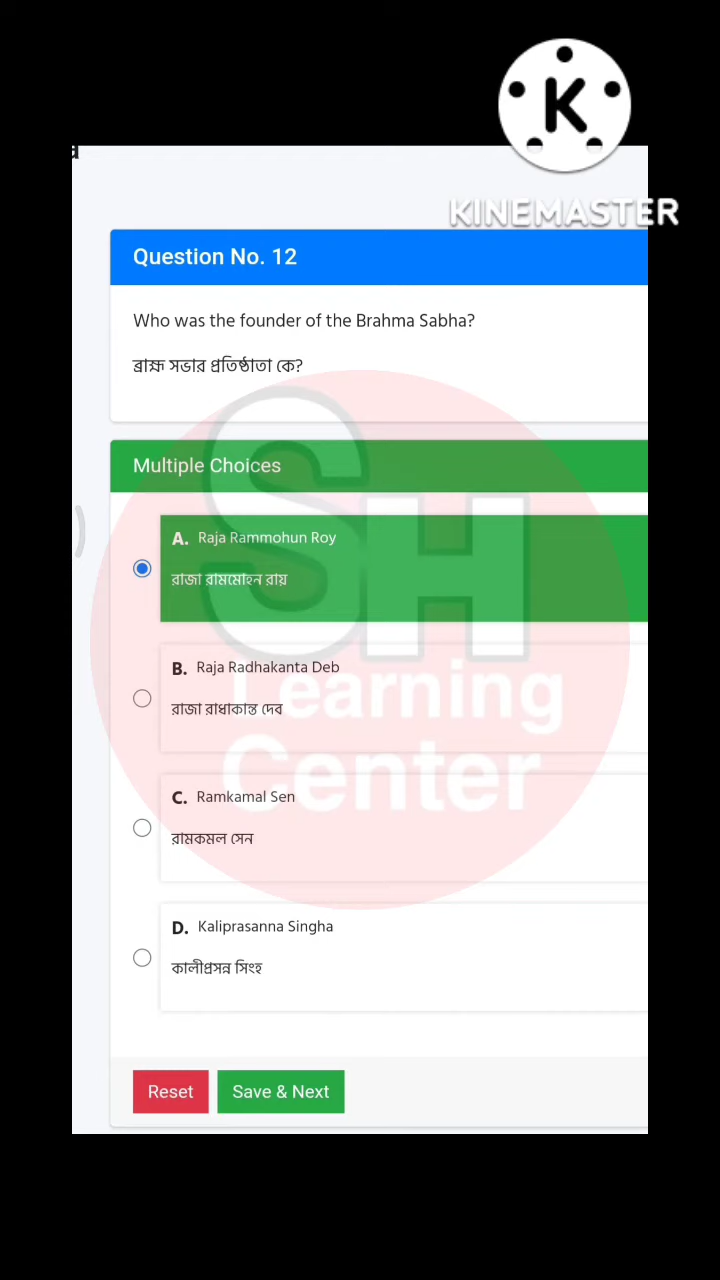 K
KINEMASTER
Question No. 12
Who was the founder of the Brahma Sabha?
ব্রাহ্ম সভার প্রতিষ্ঠাতা কে?
Multiple Choices
A. Raja Rammohun Roy
রাজা রামমোহন রায়
B. Raja Radhakanta Deb
রাজা রাধাকান্ত দেব
C. Ramkamal Sen
রামকমল সেন
D. Kaliprasanna Singha
কালীপ্রসন্ন সিংহ
SH
Learning
Center
Reset
Save & Next